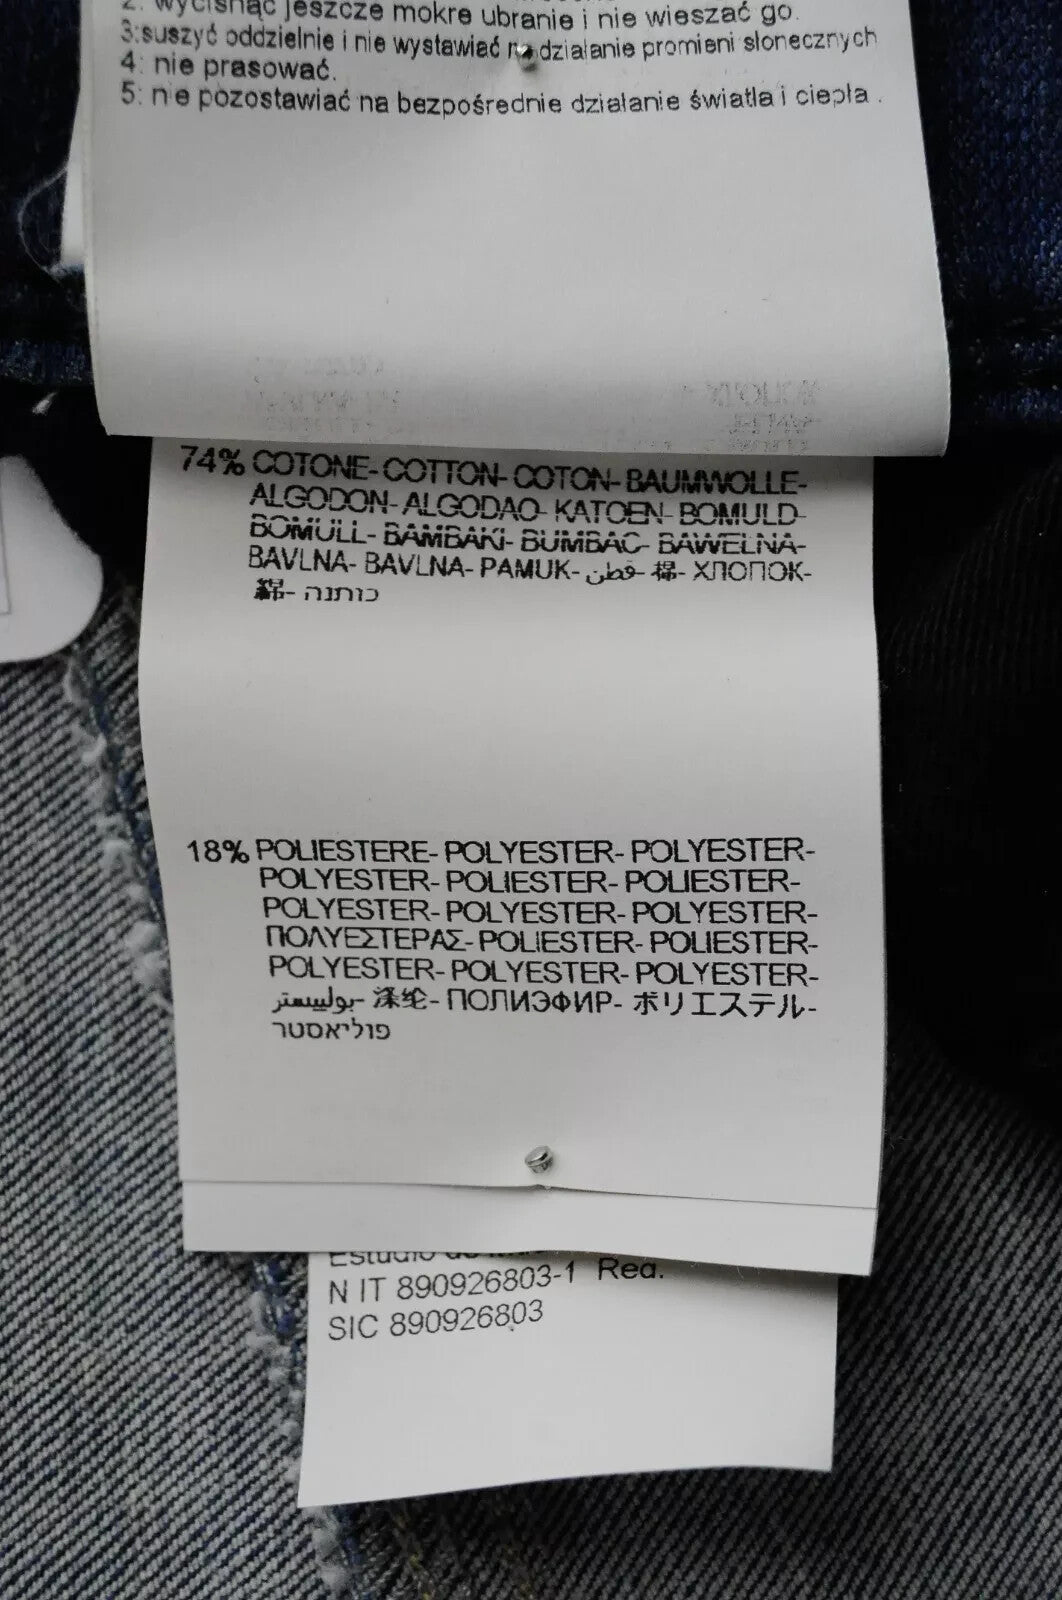 2: wycisnąć jeszcze mokre ubranie i nie wieszać go.
3:suszyć oddzielnie i nie wystawiać na działanie promieni słonecznych
4: nie prasować.
5: nie pozostawiać na bezpośrednie działanie światła i ciepła .
74% COTONE- COTTON- COTON- BAUMWOLLE-
ALGODON- ALGODAO- KATOEN- BOMULD-
BOMULL- BAMBAKI- BUMBAC- BAWELNA-
BAVLNA- BAVLNA- PAMUK- قطن- 棉- ХЛОПОК-
綿- כותנה
18% POLIESTERE- POLYESTER- POLYESTER-
POLYESTER- POLIESTER- POLIESTER-
POLYESTER- POLYESTER- POLYESTER-
ΠΟΛΥΕΣΤΕΡΑΣ- POLIESTER- POLIESTER-
POLYESTER- POLYESTER- POLYESTER-
بوليستر- 涤纶- ПОЛИЭФИР- ポリエステル-
פוליאסטר
Estudio
N IT 890926803-1 Reg.
SIC 890926803